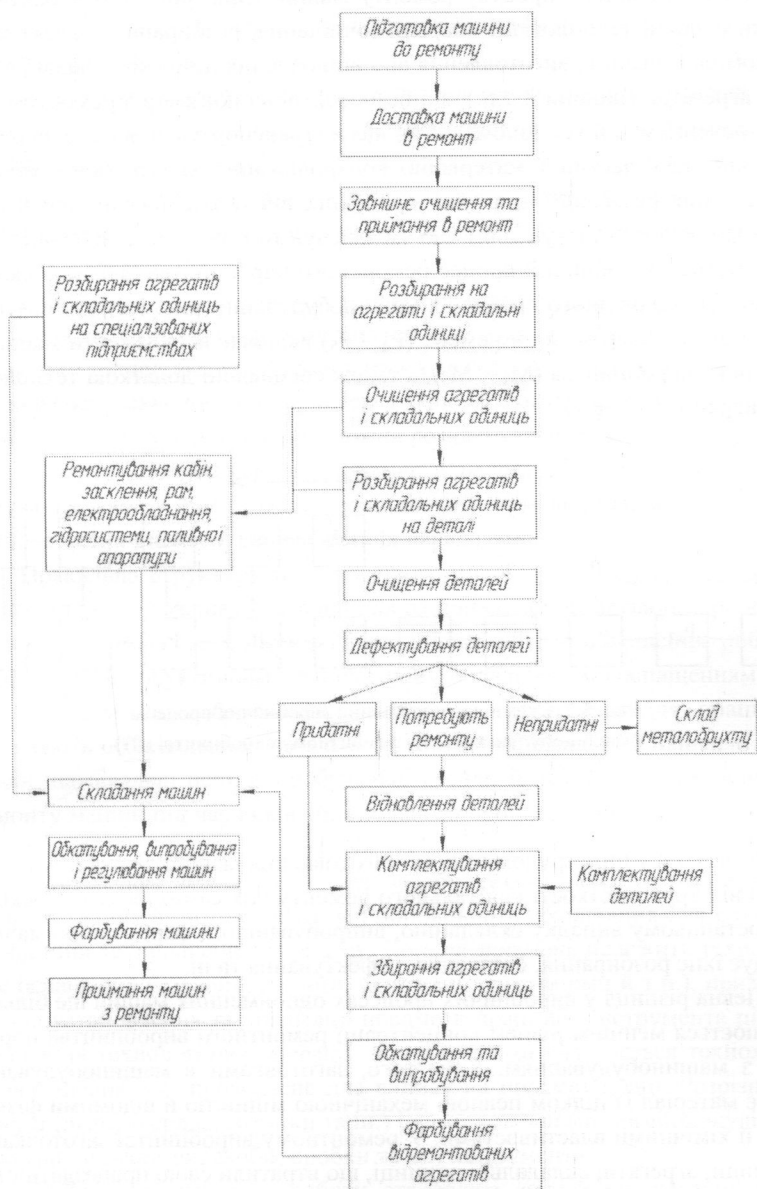 Підготовка машини
до ремонту
Доставка машини
в ремонт
Зовнішнє очищення та
приймання в ремонт
Розбирання агрегатів
і складальних одиниць
на спеціалізованих
підприємствах
Розбирання на
агрегати і складальні
одиниці
Очищення агрегатів
і складальних одиниць
Ремонтування кабін,
засклення, рам,
електрообладнання,
гідросистеми, паливної
апаратури
Розбирання агрегатів
і складальних одиниць
на деталі
Очищення деталей
Дефектування деталей
Придатні
Потребують
ремонту
Непридатні
Склад
металобрухту
Складання машин
Відновлення деталей
Обкатування, випробування
і регулювання машин
Комплектування
агрегатів
і складальних одиниць
Комплектування
деталей
Фарбування машини
Приймання машин
з ремонту
Збирання агрегатів
і складальних одиниць
Обкатування та
випробування
Фарбування
відремонтованих
агрегатів